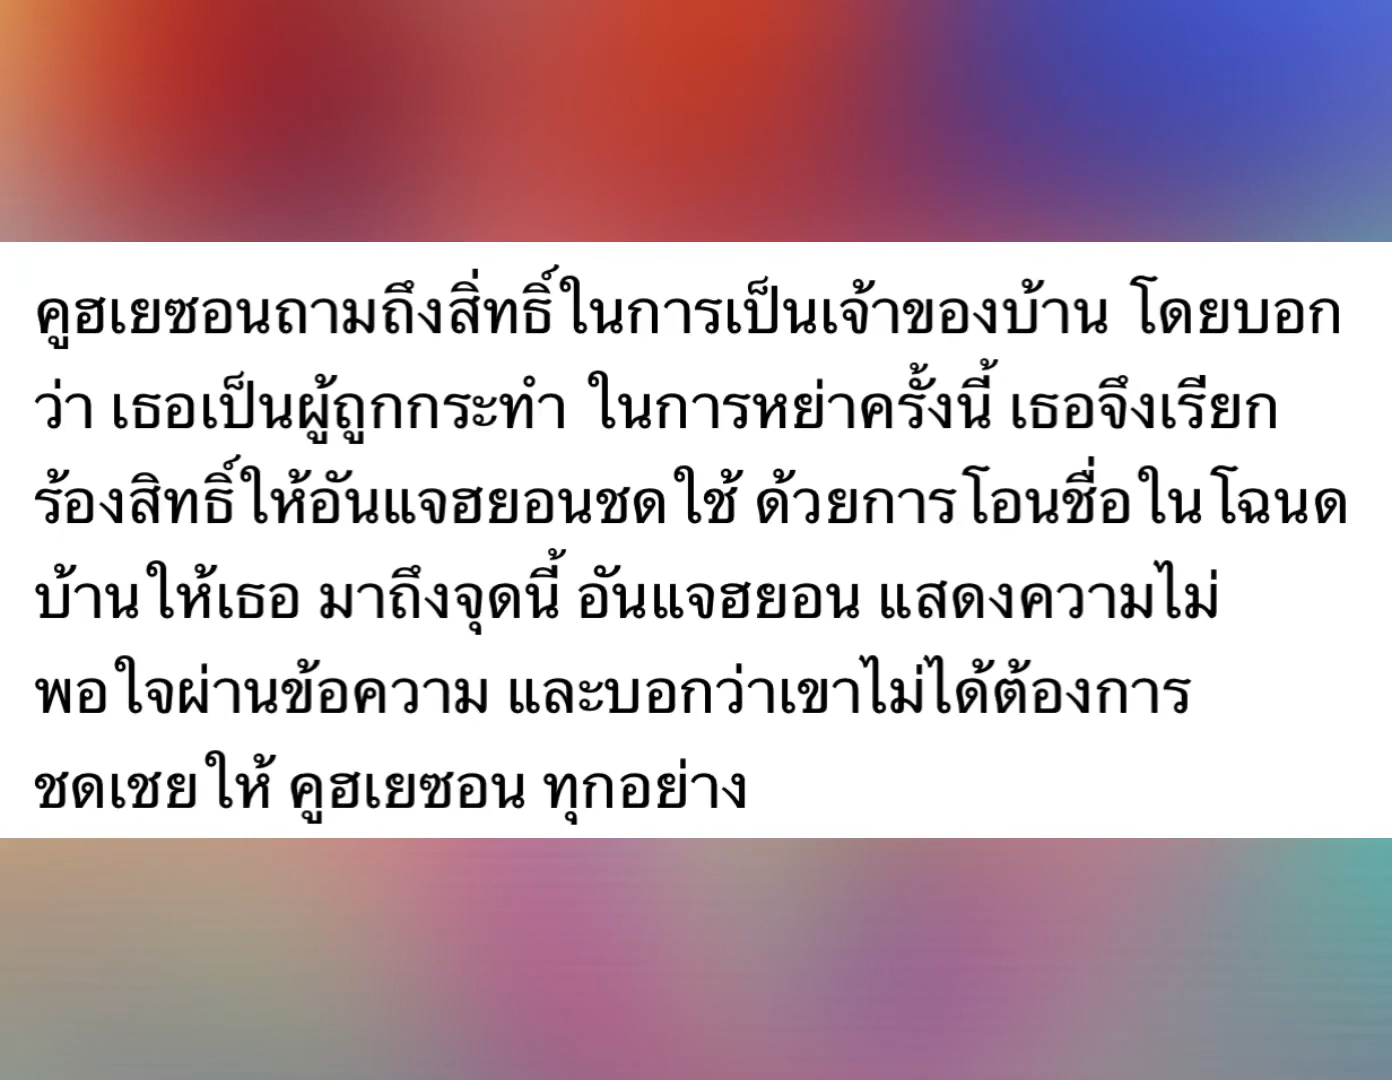 คูฮเยซอนถามถึงสิ่ทธิ์ในการเป็นเจ้าของบ้าน โดยบอก
ว่า เธอเป็นผู้ถูกกระทำ ในการหย่าครั้งนี้ เธอจึงเรียก
ร้องสิทธิ์ให้อันแจฮยอนชดใช้ ด้วยการโอนชื่อในโฉนด
บ้านให้เธอ มาถึงจุดนี้ อันแจฮยอน แสดงความไม่
พอใจผ่านข้อความ และบอกว่าเขาไม่ได้ต้องการ
ชดเชยให้ คูฮเยซอน ทุกอย่าง